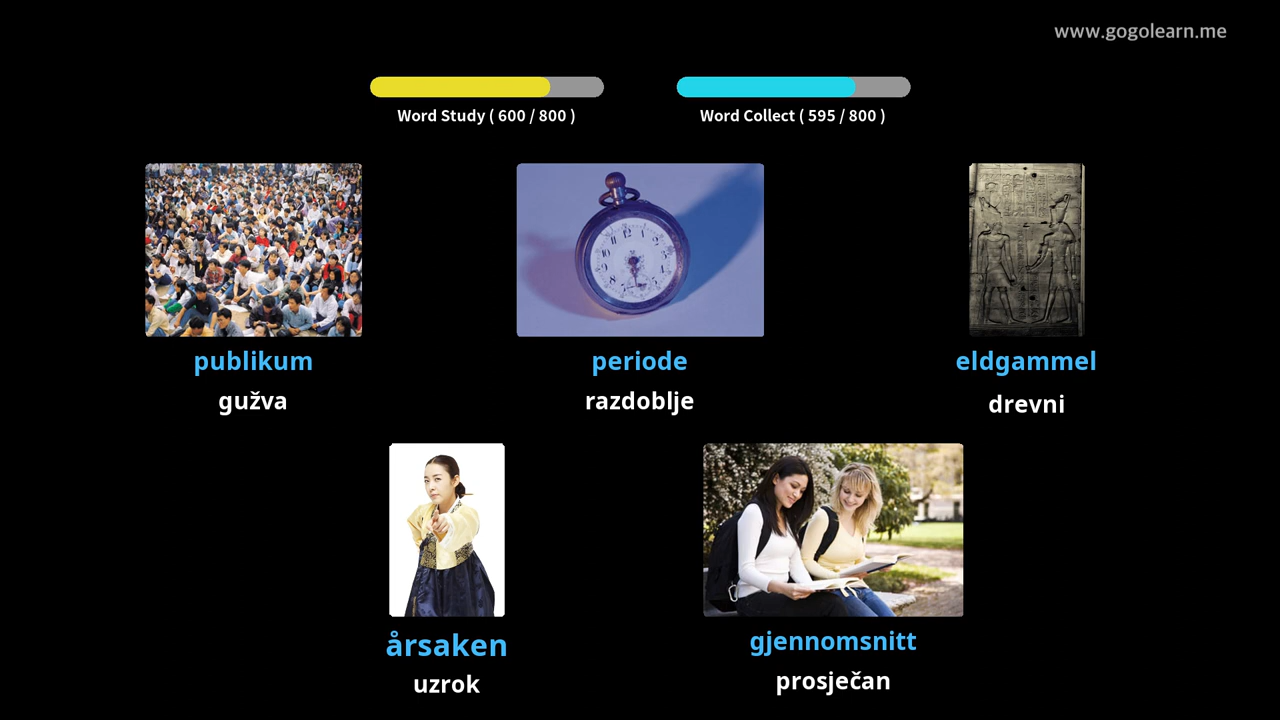 www.gogolearn.me
Word Study ( 600 / 800 )
Word Collect ( 595 / 800 )
publikum
gužva
periode
razdoblje
eldgammel
drevni
årsaken
uzrok
gjennomsnitt
prosječan